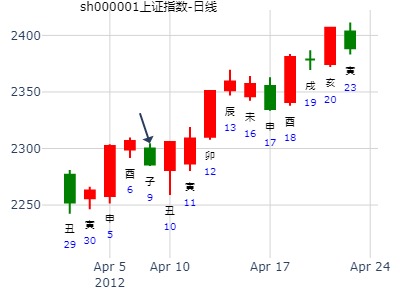 sh000001上证指数-日线
2400
2350
2300
2250
丑
29
寅
30
申
5
酉
6
子
9
丑
10
寅
11
卯
12
辰
13
未
16
申
17
酉
18
戌
19
亥
20
寅
23
Apr 5
2012
Apr 10
Apr 17
Apr 24